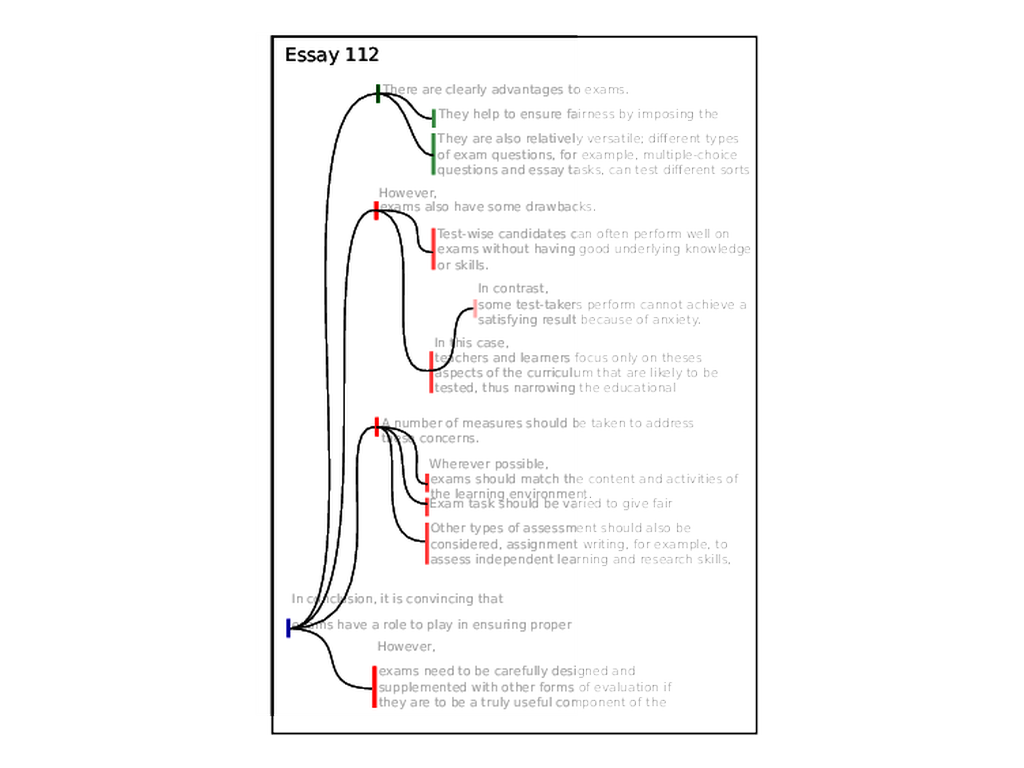 Essay 112
There are clearly advantages to exams.
They help to ensure fairness by imposing the
They are also relatively versatile; different types
of exam questions, for example, multiple-choice
questions and essay tasks, can test different sorts
However,
exams also have some drawbacks.
Test-wise candidates can often perform well on
exams without having good underlying knowledge
or skills.
In contrast,
some test-takers perform cannot achieve a
satisfying result because of anxiety.
In this case,
teachers and learners focus only on theses
aspects of the curriculum that are likely to be
tested, thus narrowing the educational
A number of measures should be taken to address
these concerns.
Wherever possible,
exams should match the content and activities of
the learning environment.
Exam task should be varied to give fair
Other types of assessment should also be
considered, assignment writing, for example, to
assess independent learning and research skills,
In conclusion, it is convincing that
exams have a role to play in ensuring proper
However,
exams need to be carefully designed and
supplemented with other forms of evaluation if
they are to be a truly useful component of the